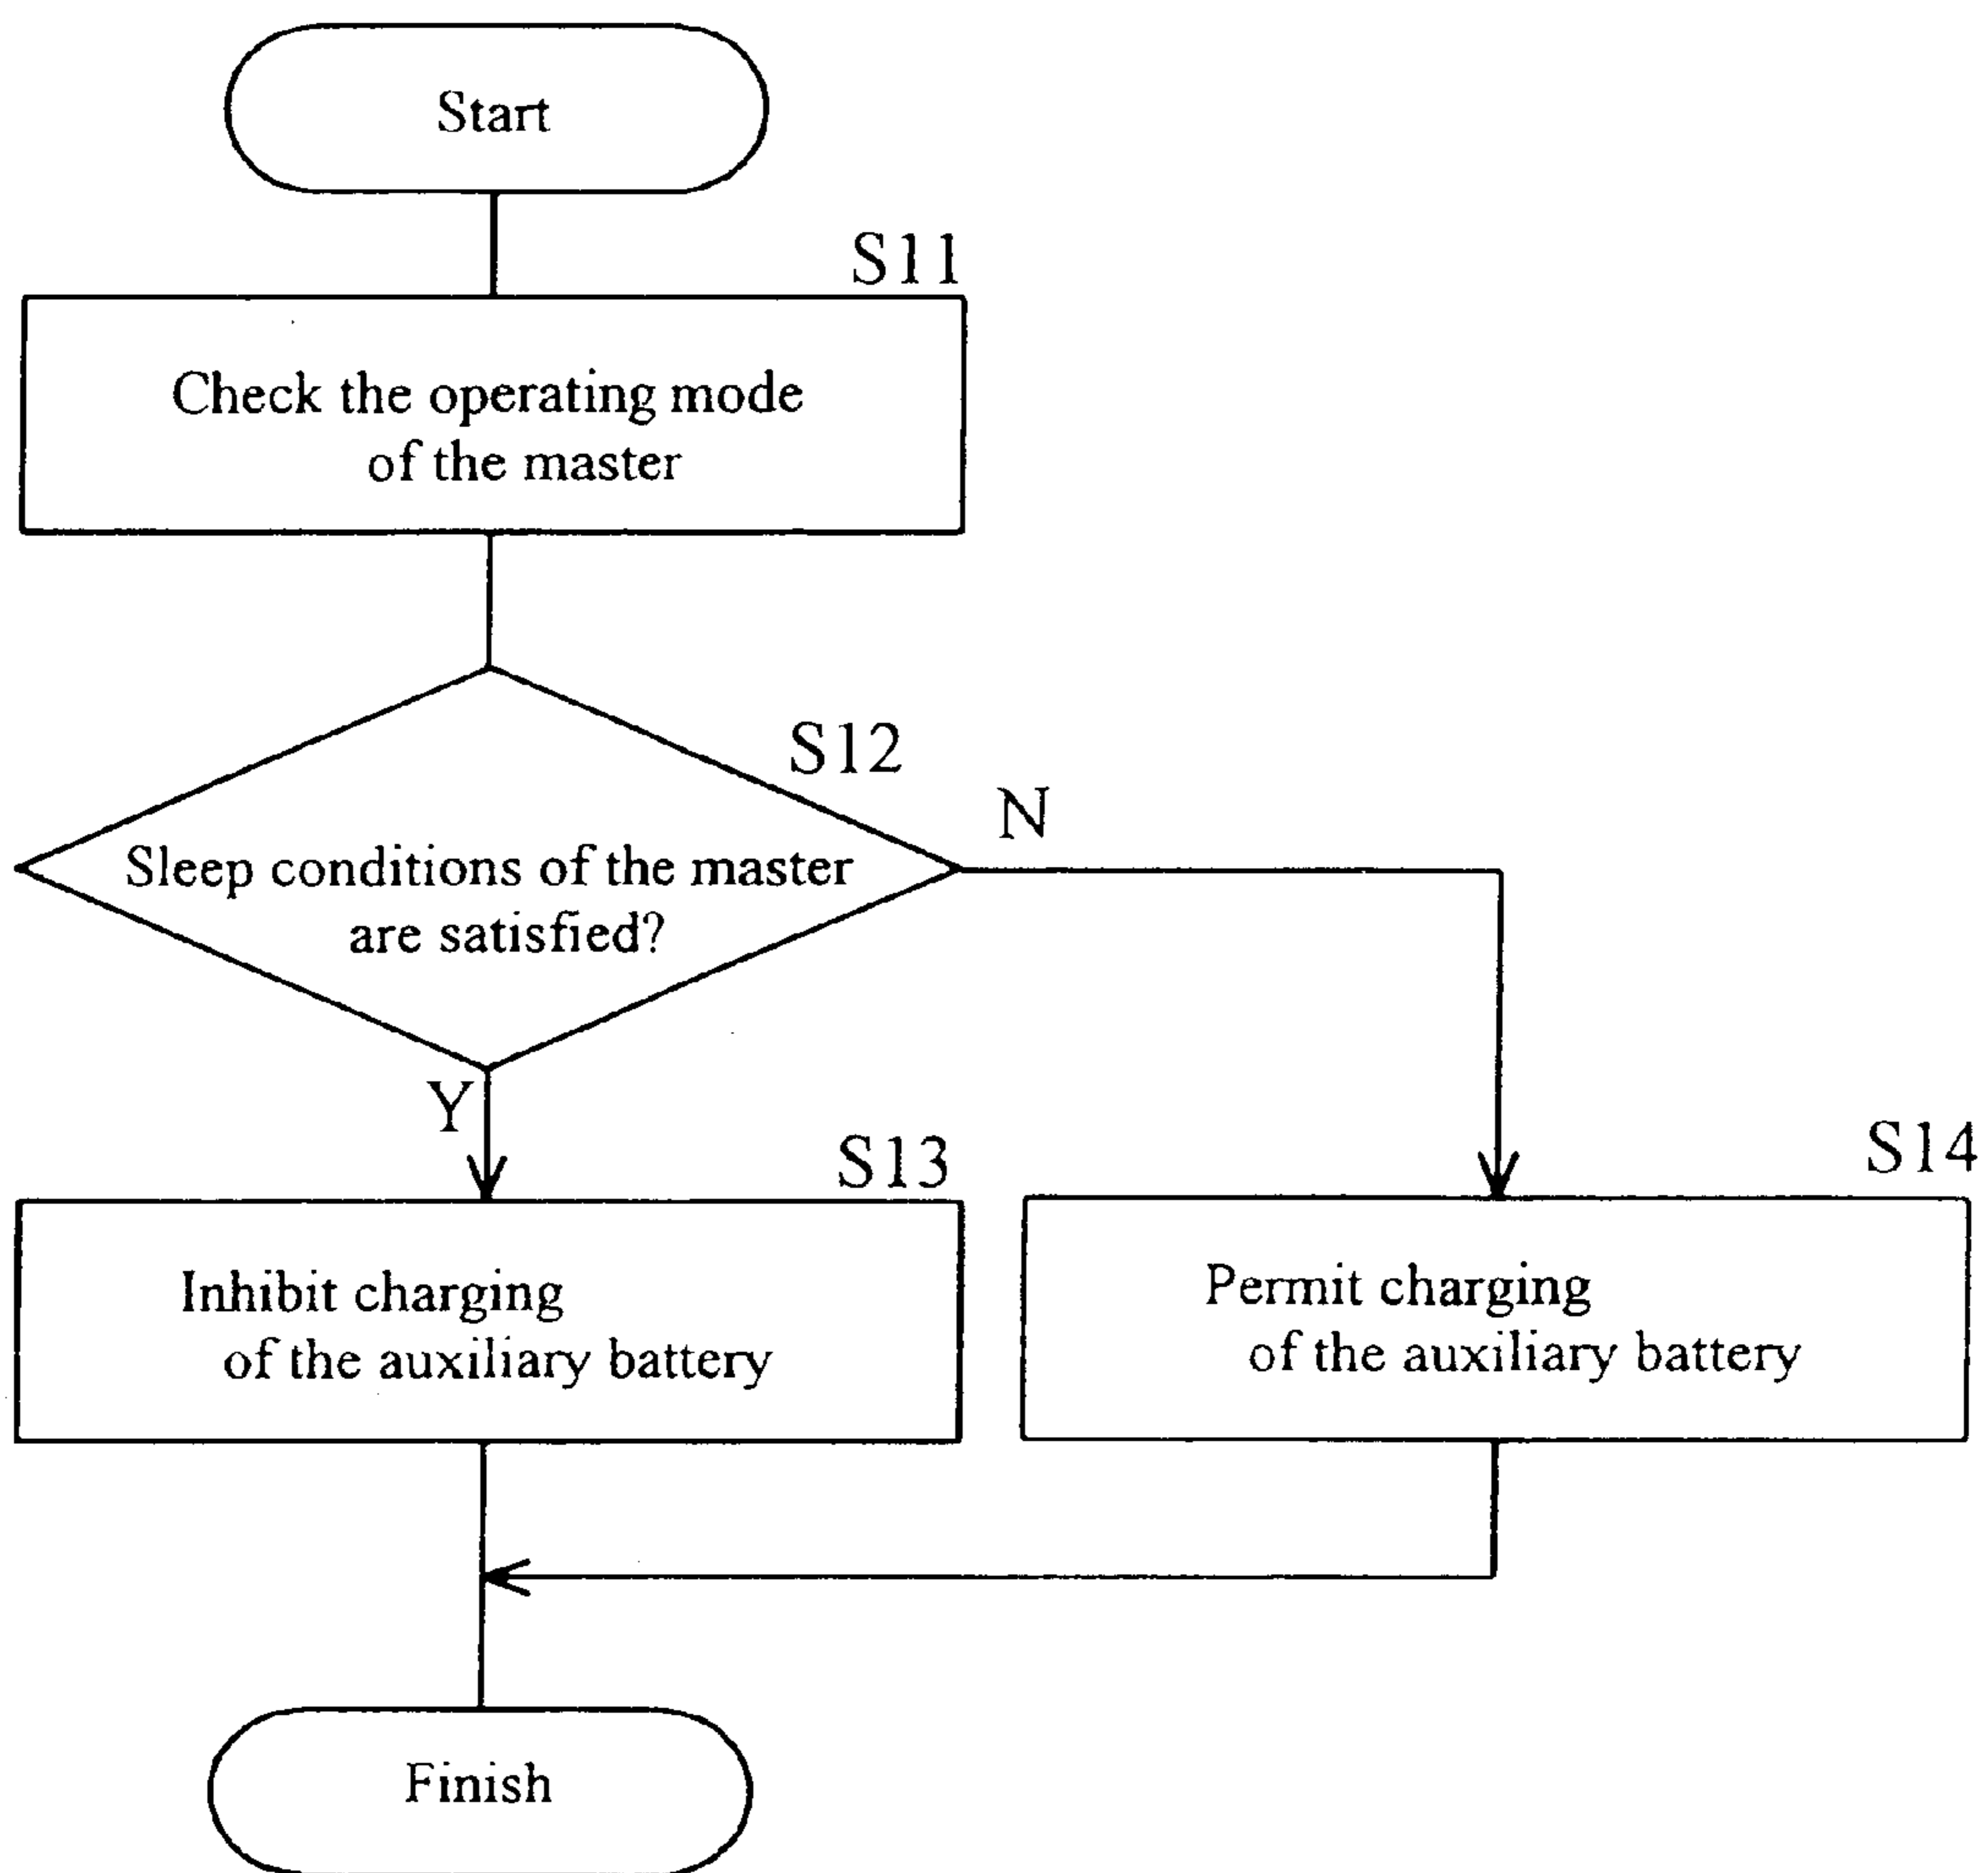 Start
S11
Check the operating mode
of the master
S12
N
Sleep conditions of the master
are satisfied?
Y
S13
S14
Inhibit charging
of the auxiliary battery
Permit charging
of the auxiliary battery
Finish